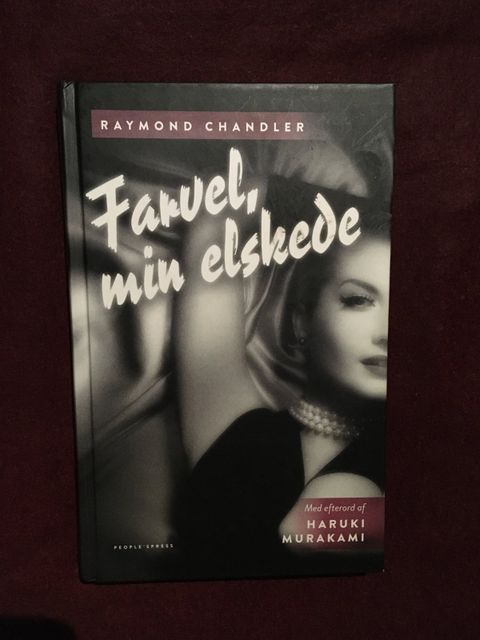 RAYMOND CHANDLER
Farvel,
min elskede
Med efterord af
HARUKI
MURAKAMI
PEOPLE'SPRESS